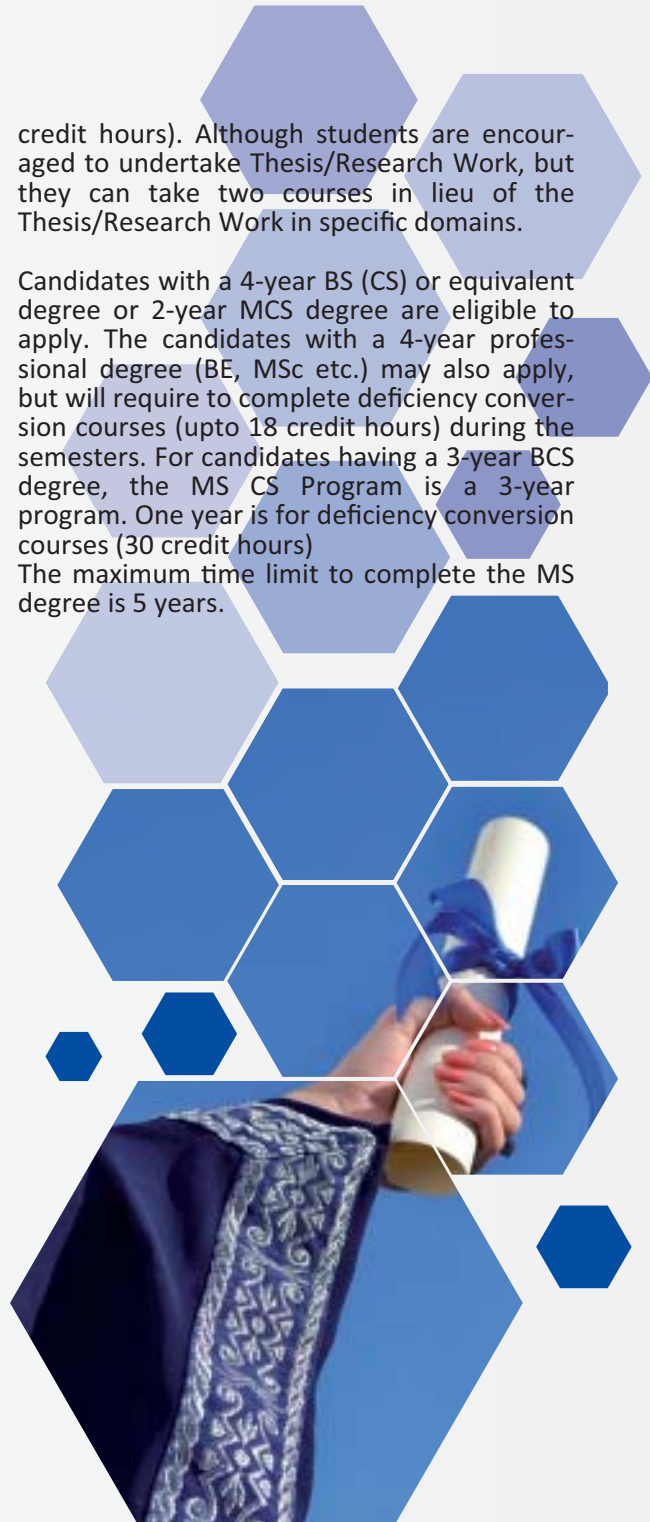 credit hours). Although students are encour-
aged to undertake Thesis/Research Work, but
they can take two courses in lieu of the
Thesis/Research Work in specific domains.
Candidates with a 4-year BS (CS) or equivalent
degree or 2-year MCS degree are eligible to
apply. The candidates with a 4-year profes-
sional degree (BE, MSc etc.) may also apply,
but will require to complete deficiency conver-
sion courses (upto 18 credit hours) during the
semesters. For candidates having a 3-year BCS
degree, the MS CS Program is a 3-year
program. One year is for deficiency conversion
courses (30 credit hours)
The maximum time limit to complete the MS
degree is 5 years.